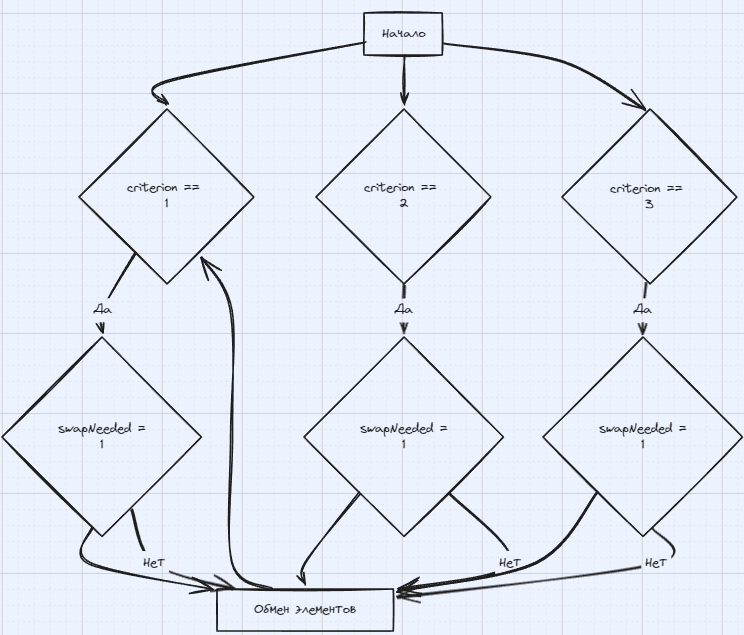 Начало
criterion ==
1
criterion ==
2
criterion ==
3
Да
Да
Да
swapNeeded =
1
swapNeeded =
1
swapNeeded =
1
Нет
Нет
Нет
Обмен элементов